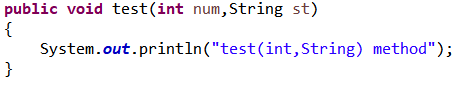 public void test(int num,String st)
{
    System.out.println("test(int,String) method");
}